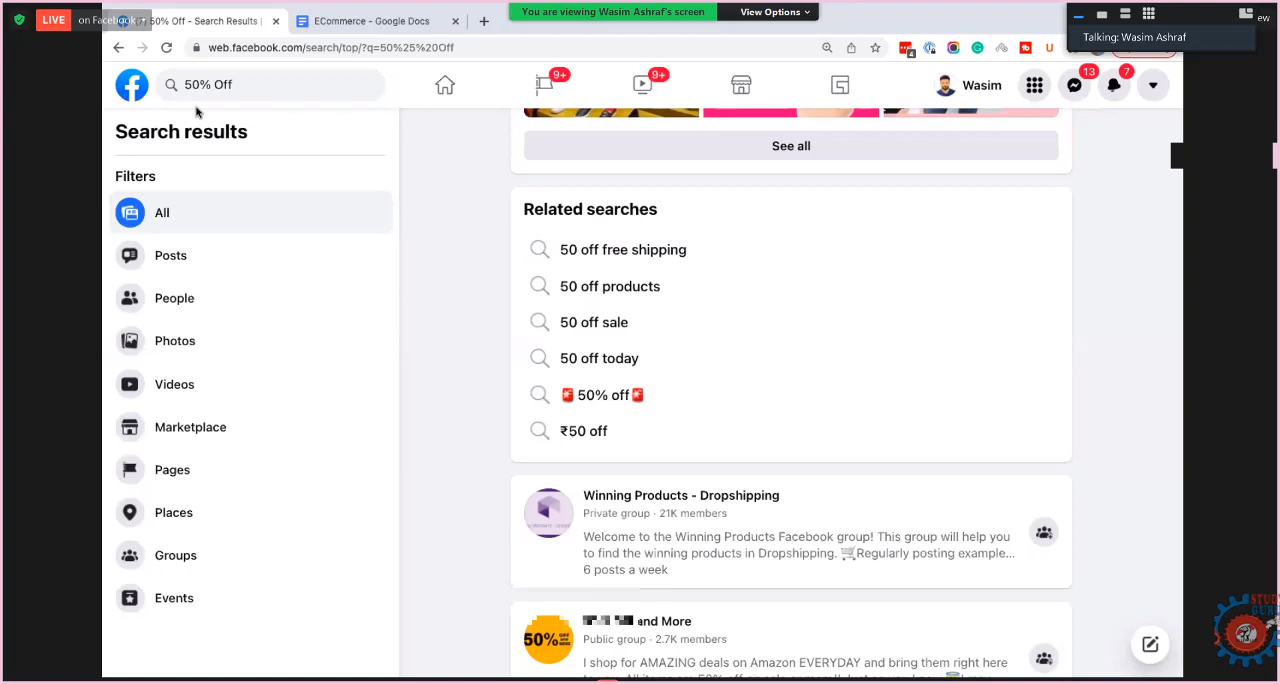 LIVE on Facebook
50% Off - Search Results |
ECommerce - Google Docs
You are viewing Wasim Ashraf's screen
View Options
ew
Talking: Wasim Ashraf
web.facebook.com/search/top/?q=50%25%20Off
4
50% Off
9+
9+
Wasim
13
7
Search results
Filters
All
Posts
People
Photos
Videos
Marketplace
Pages
Places
Groups
Events
See all
Related searches
50 off free shipping
50 off products
50 off sale
50 off today
🚨50% off🚨
₹50 off
Winning Products - Dropshipping
Private group · 21K members
Welcome to the Winning Products Facebook group! This group will help you
to find the winning products in Dropshipping. 🛒Regularly posting example...
6 posts a week
50% OFF
and More
Public group · 2.7K members
I shop for AMAZING deals on Amazon EVERYDAY and bring them right here